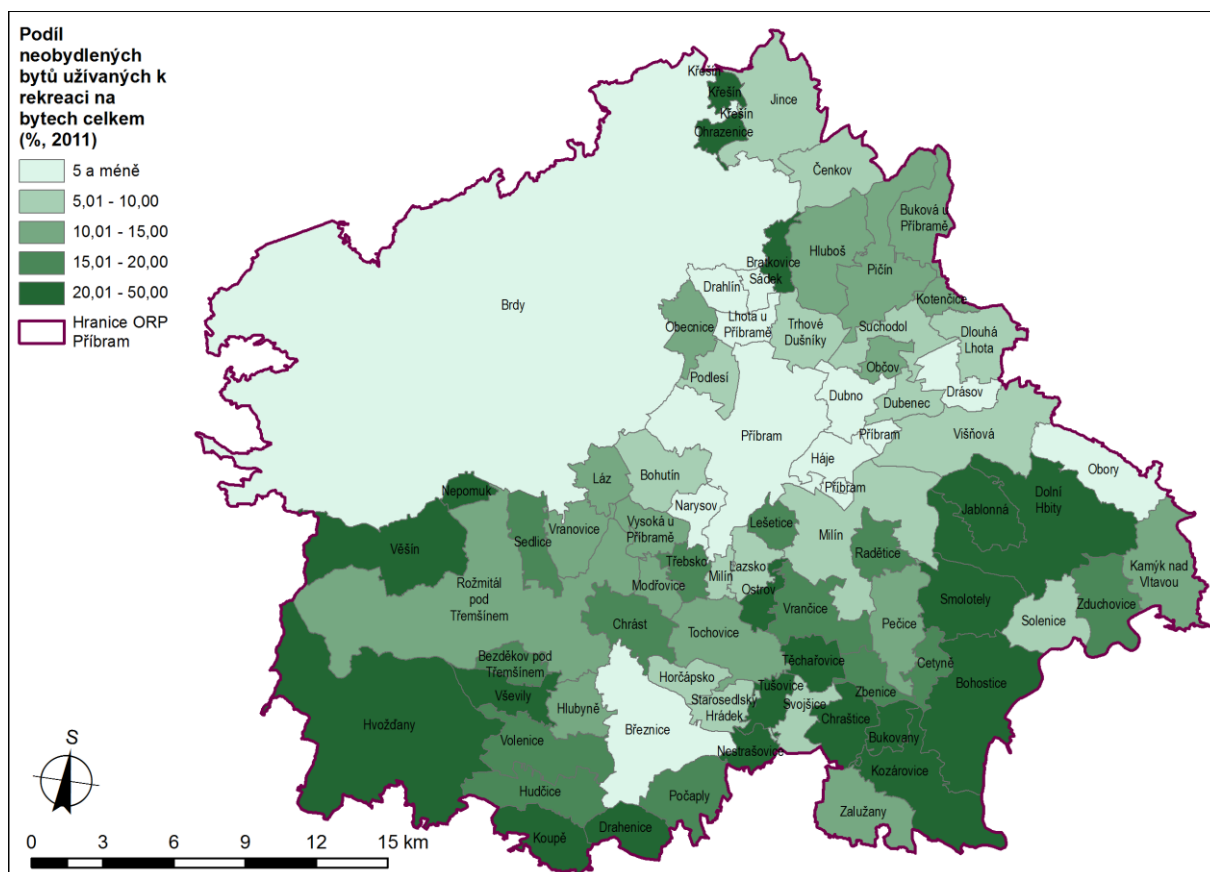 Podíl
neobydlených
bytů užívaných k
rekreaci na
bytech celkem
(%, 2011)
5 a méně
5,01 - 10,00
10,01 - 15,00
15,01 - 20,00
20,01 - 50,00
Hranice ORP
Příbram
Křešín
Křešín
Křešín
Ohrazenice
Jince
Čenkov
Buková u
Příbramě
Hluboš
Bratkovice
Pičín
Sádek
Drahlín
Brdy
Kotenčice
Obecnice
Lhota u
Příbramě
Trhové
Dušníky
Suchodol
Dlouhá
Lhota
Občov
Podlesí
Dubno
Drásov
Dubenec
Příbram
Příbram
Višňová
Háje
Obory
Bohutín
Láz
Příbram
Nepomuk
Narysov
Dolní
Hbity
Jablonná
Lešetice
Vranovice
Vysoká u
Příbramě
Sedlice
Milín
Věšín
Radětice
Třebsko
Lazsko
Kamýk nad
Vltavou
Rožmitál
pod
Třemšínem
Modřovice
Milín
Ostrov
Smolotely
Zduchovice
Vrančice
Solenice
Chrást
Pečice
Tochovice
Bezděkov pod
Třemšínem
Těchařovice
Cetyně
Horčápsko
Bohostice
Tušovice
Zbenice
Vševily
Starosedlský
Hrádek
Svojšice
Hlubyně
Chraštice
Hvožďany
Březnice
Bukovany
Volenice
Nestrašovice
Kozárovice
Hudčice
Počaply
Zalužany
Koupě
Drahenice
S
0 3 6 9 12 15 km